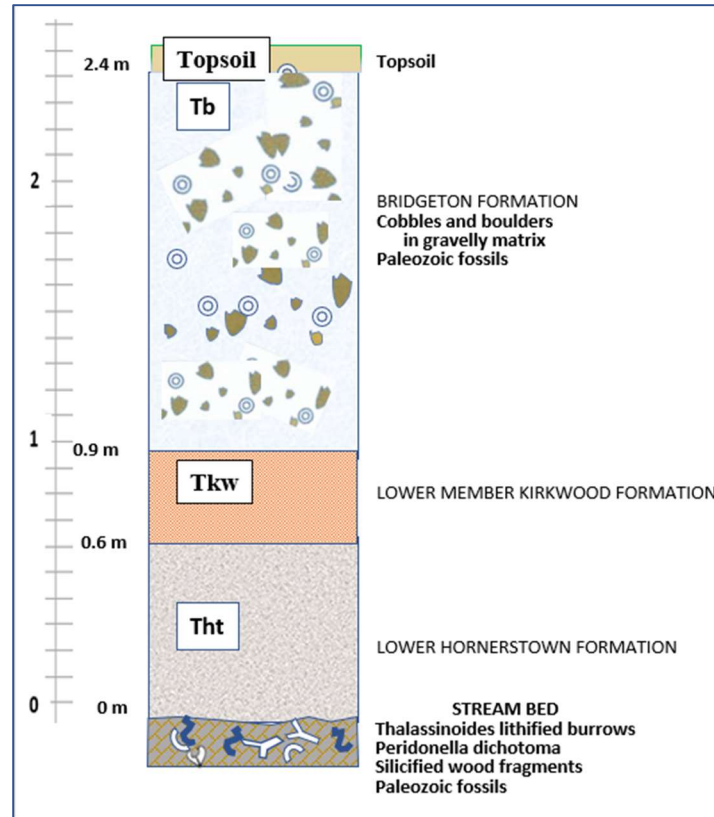 2.4 m
Topsoil
Topsoil
Tb
2
BRIDGETON FORMATION
Cobbles and boulders
in gravelly matrix
Paleozoic fossils
1
0.9 m
Tkw
LOWER MEMBER KIRKWOOD FORMATION
0.6 m
Tht
LOWER HORNERSTOWN FORMATION
0
0 m
STREAM BED
Thalassinoides lithified burrows
Peridonella dichotoma
Silicified wood fragments
Paleozoic fossils